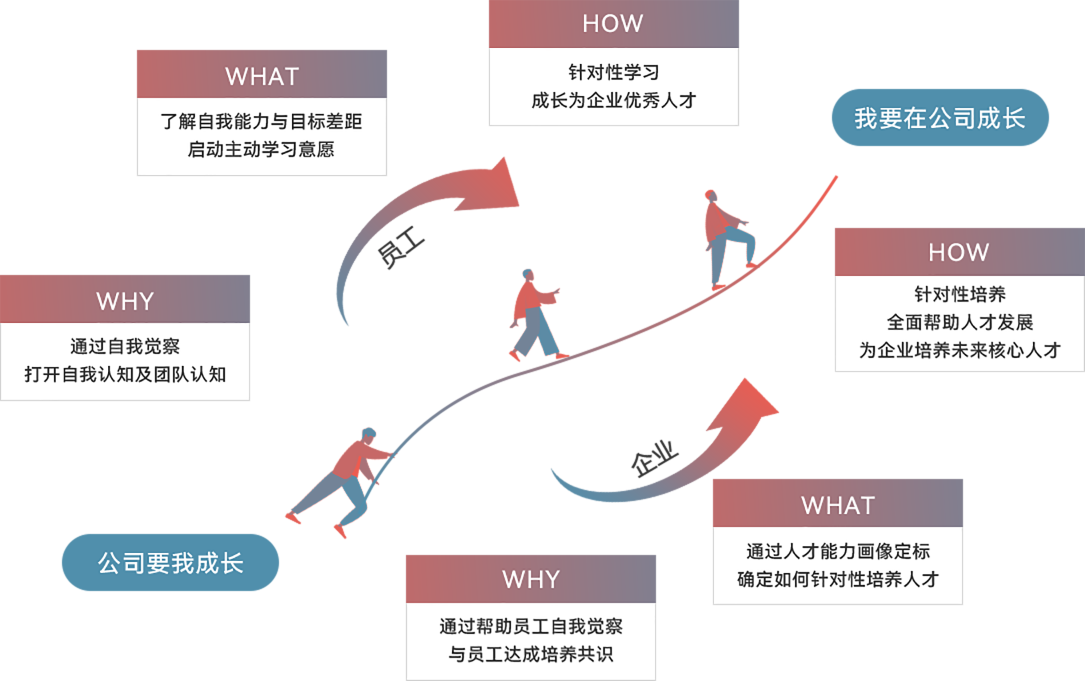 HOW
针对性学习
成长为企业优秀人才
WHAT
了解自我能力与目标差距
启动主动学习意愿
我要在公司成长
员工
HOW
针对性培养
全面帮助人才发展
为企业培养未来核心人才
WHY
通过自我觉察
打开自我认知及团队认知
企业
WHAT
通过人才能力画像定标
确定如何针对性培养人才
公司要我成长
WHY
通过帮助员工自我觉察
与员工达成培养共识